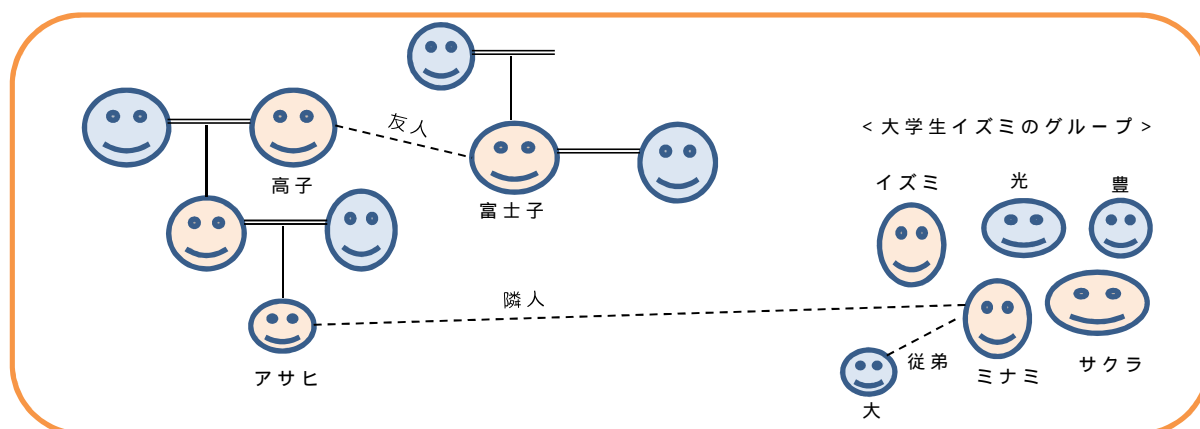 友人
<大学生イズミのグループ>
高子
イズミ
光
豊
富士子
隣人
従弟
サクラ
アサヒ
ミナミ
大